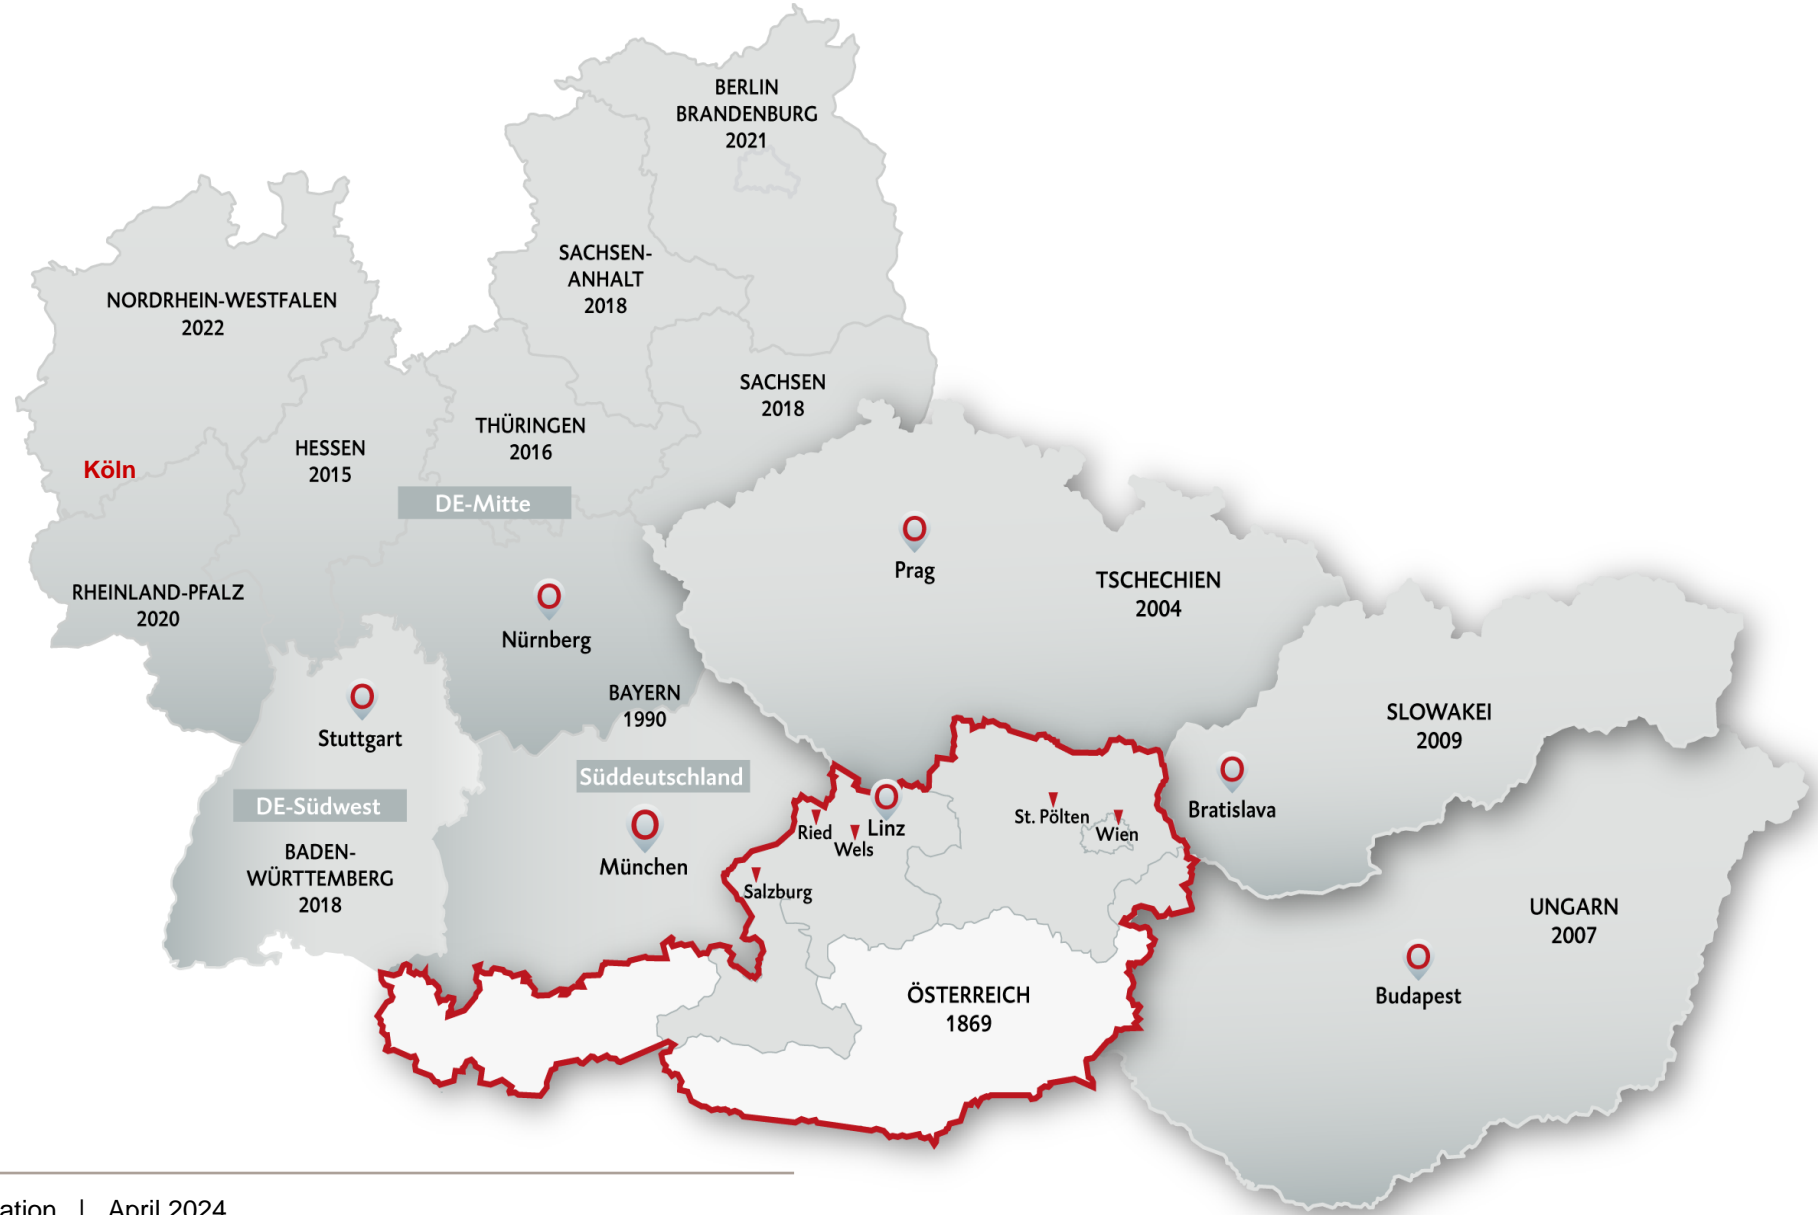 BERLIN
BRANDENBURG
2021
SACHSEN-
ANHALT
2018
NORDRHEIN-WESTFALEN
2022
SACHSEN
2018
THÜRINGEN
2016
HESSEN
2015
Köln
DE-Mitte
Prag
TSCHECHIEN
2004
RHEINLAND-PFALZ
2020
Nürnberg
BAYERN
1990
Stuttgart
SLOWAKEI
2009
Süddeutschland
DE-Südwest
Bratislava
St. Pölten
Wien
Linz
Ried
Wels
München
BADEN-
WÜRTTEMBERG
2018
Salzburg
UNGARN
2007
Budapest
ÖSTERREICH
1869
ation | April 2024